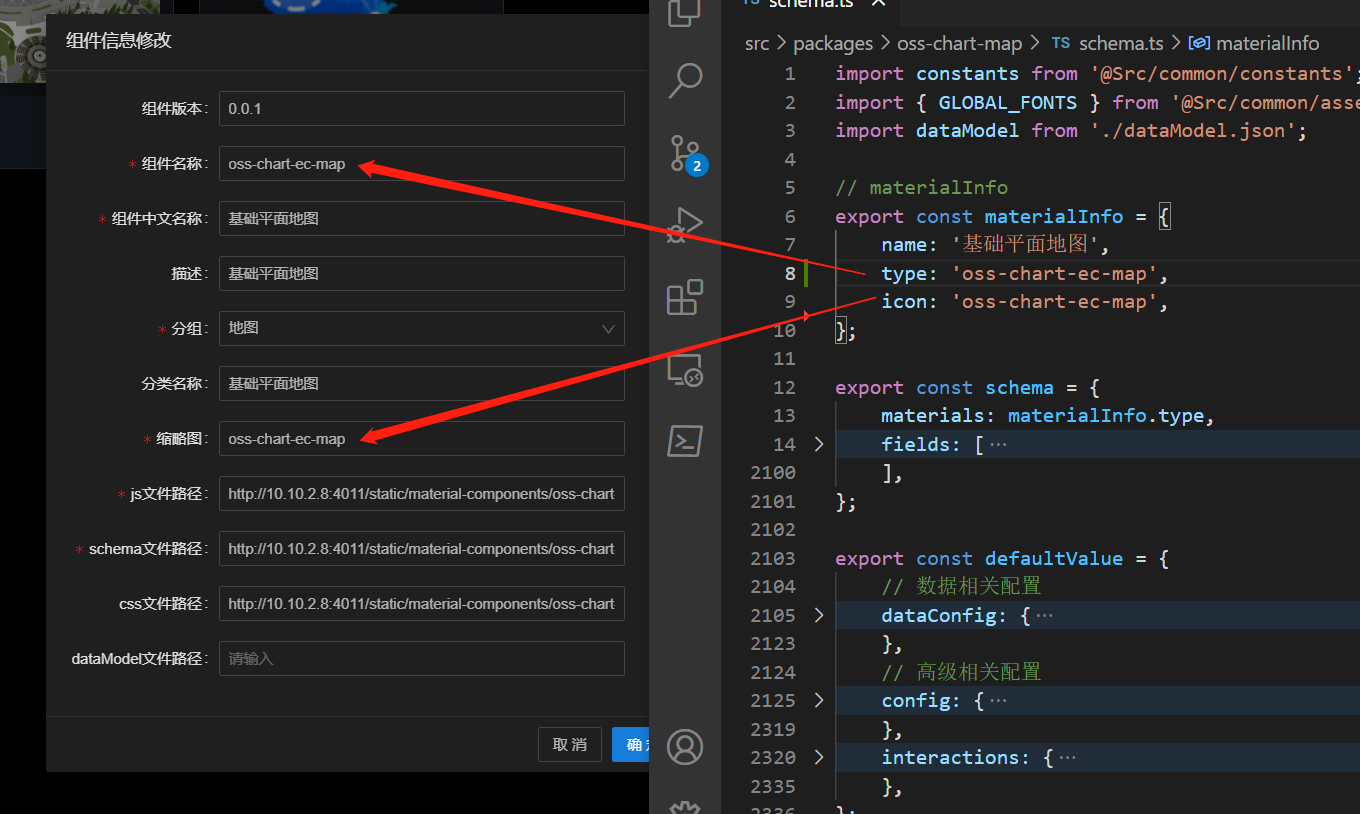 组件信息修改
组件版本:
0.0.1
* 组件名称:
oss-chart-ec-map
* 组件中文名称:
基础平面地图
描述:
基础平面地图
* 分组:
地图
分类名称:
基础平面地图
* 缩略图:
oss-chart-ec-map
* js文件路径:
http://10.10.2.8:4011/static/material-components/oss-chart
* schema文件路径:
http://10.10.2.8:4011/static/material-components/oss-chart
css文件路径:
http://10.10.2.8:4011/static/material-components/oss-chart
dataModel文件路径:
请输入
取 消
确
2
TS schema.ts
src > packages > oss-chart-map > TS schema.ts > materialInfo
1 import constants from '@Src/common/constants';
2 import { GLOBAL_FONTS } from '@Src/common/asse
3 import dataModel from './dataModel.json';
4
5 // materialInfo
6 export const materialInfo = {
7 name: '基础平面地图',
8 type: 'oss-chart-ec-map',
9 icon: 'oss-chart-ec-map',
10 };
11
12 export const schema = {
13 materials: materialInfo.type,
14 > fields: [ ···
2100 ],
2101 };
2102
2103 export const defaultValue = {
2104 // 数据相关配置
2105 > dataConfig: { ···
2123 },
2124 // 高级相关配置
2125 > config: { ···
2319 },
2320 > interactions: { ···
2335 },
2336 };